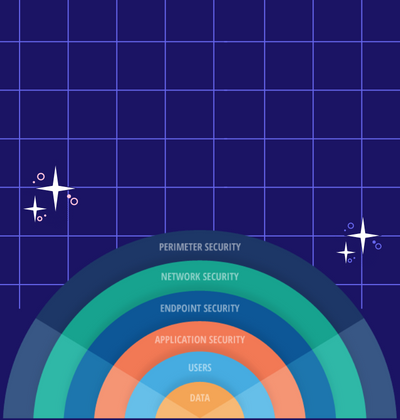 PERIMETER SECURITY
NETWORK SECURITY
ENDPOINT SECURITY
APPLICATION SECURITY
USERS
DATA